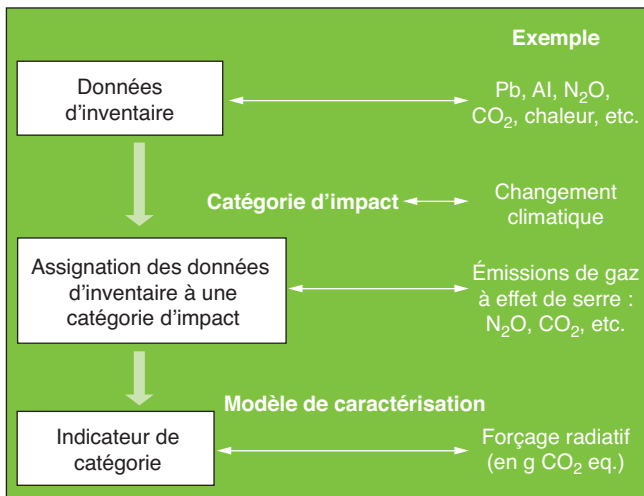 Exemple
Données
d'inventaire
Pb, Al, N₂O,
CO₂, chaleur, etc.
Catégorie d'impact
Changement
climatique
Assignation des données
d'inventaire à une
catégorie d'impact
Émissions de gaz
à effet de serre :
N₂O, CO₂, etc.
Modèle de caractérisation
Indicateur de
catégorie
Forçage radiatif
(en g CO₂ eq.)